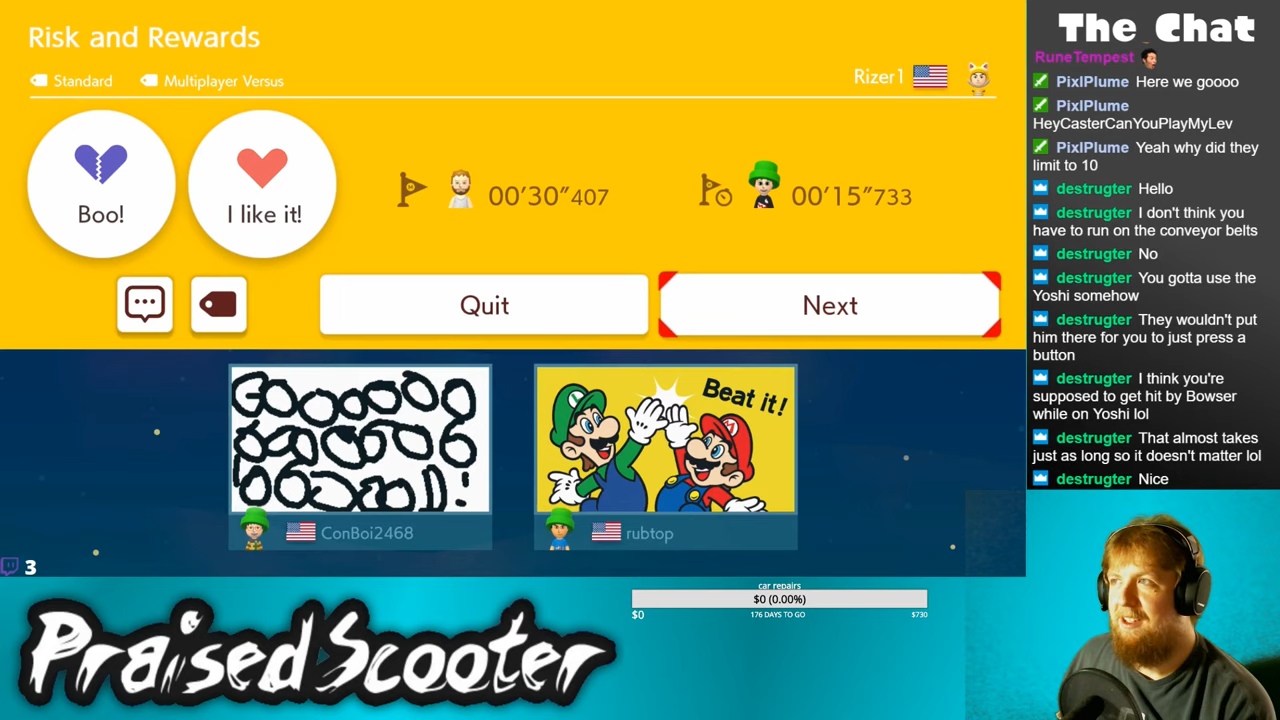 Risk and Rewards
Standard
Multiplayer Versus
Rizer1
Boo!
I like it!
00'30"407
00'15"733
Quit
Next
Beat it!
ConBoi2468
rubtop
3
PraisedScooter
car repairs
$0 (0.00%)
$0
176 DAYS TO GO
$730
The Chat
RuneTempest
PixlPlume Here we goooo
PixlPlume
HeyCasterCanYouPlayMyLev
PixlPlume Yeah why did they
limit to 10
destrugter Hello
destrugter I don't think you
have to run on the conveyor belts
destrugter No
destrugter You gotta use the
Yoshi somehow
destrugter They wouldn't put
him there for you to just press a
button
destrugter I think you're
supposed to get hit by Bowser
while on Yoshi lol
destrugter That almost takes
just as long so it doesn't matter lol
destrugter Nice